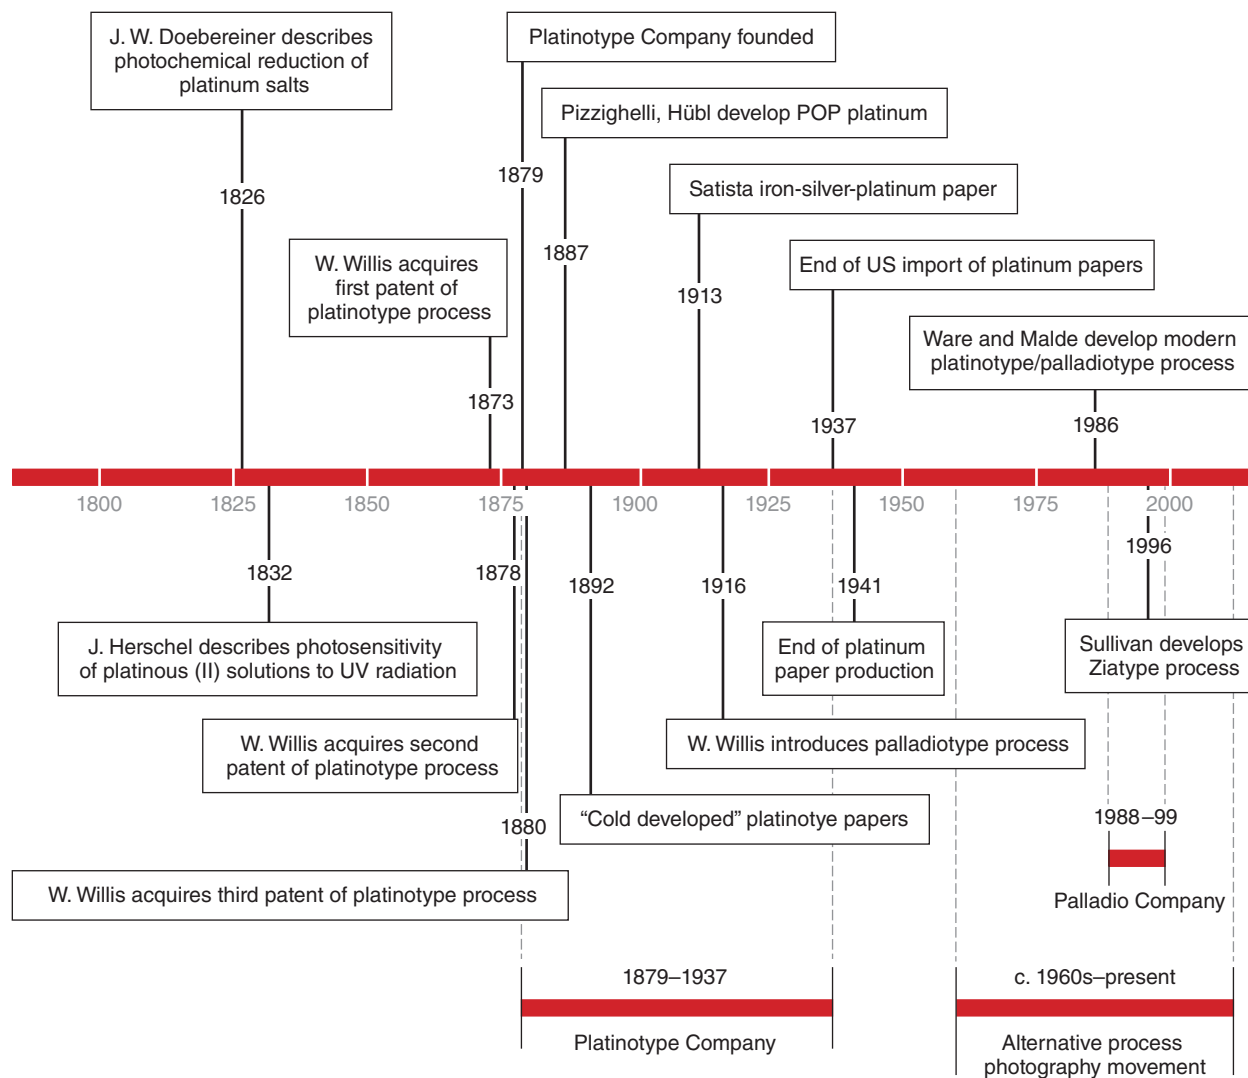 J. W. Doebereiner describes
photochemical reduction of
platinum salts
Platinotype Company founded
Pizzighelli, Hübl develop POP platinum
1879
1826
Satista iron-silver-platinum paper
W. Willis acquires
first patent of
platinotype process
1887
End of US import of platinum papers
1913
Ware and Malde develop modern
platinotype/palladiotype process
1873
1937
1986
1800
1825
1850
1875
1900
1925
1950
1975
2000
1832
1878
1892
1916
1941
1996
J. Herschel describes photosensitivity
of platinous (II) solutions to UV radiation
End of platinum
paper production
Sullivan develops
Ziatype process
W. Willis acquires second
patent of platinotype process
W. Willis introduces palladiotype process
1880
“Cold developed” platinotye papers
1988–99
Palladio Company
W. Willis acquires third patent of platinotype process
1879–1937
Platinotype Company
c. 1960s–present
Alternative process
photography movement